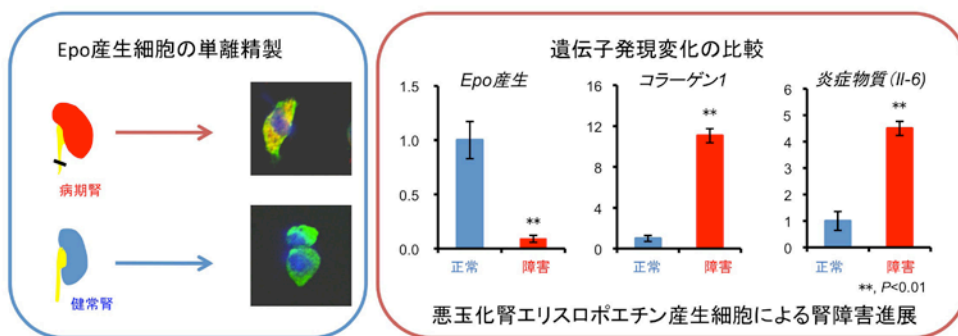 Epo産生細胞の単離精製
病期腎
健常腎
遺伝子発現変化の比較
Epo産生
1.5
1.0
0.5
0.0
**
正常
障害
コラーゲン1
16
12
8
4
0
**
正常
障害
炎症物質(Il-6)
6
5
4
3
2
1
0
**
正常
障害
**, P<0.01
悪玉化腎エリスロポエチン産生細胞による腎障害進展